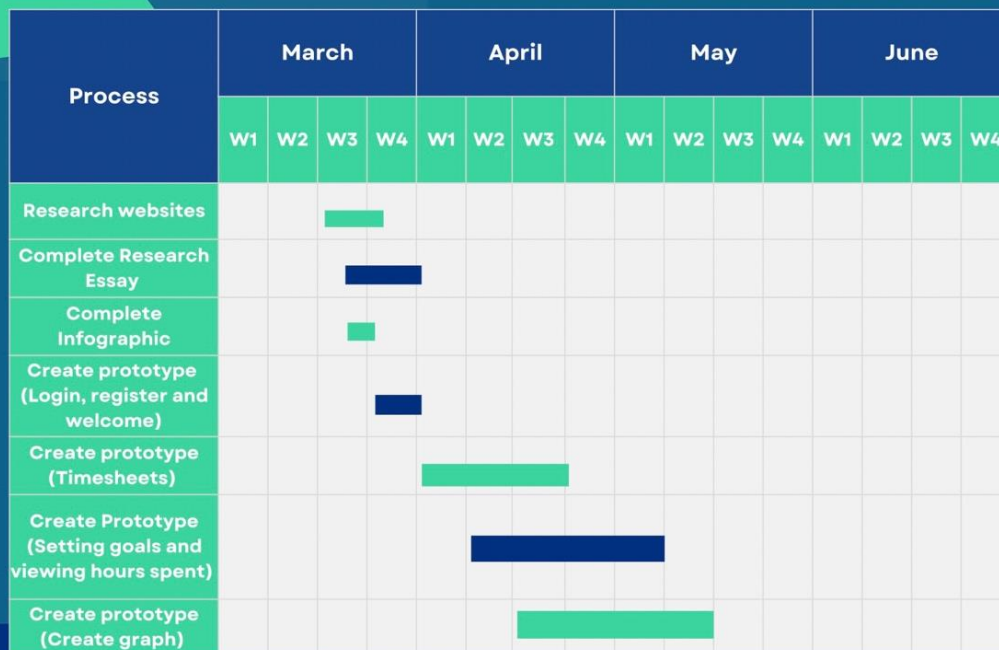 Process
March April May June
W1 W2 W3 W4 W1 W2 W3 W4 W1 W2 W3 W4 W1 W2 W3 W4
Research websites
Complete Research
Essay
Complete
Infographic
Create prototype
(Login, register and
welcome)
Create prototype
(Timesheets)
Create Prototype
(Setting goals and
viewing hours spent)
Create prototype
(Create graph)